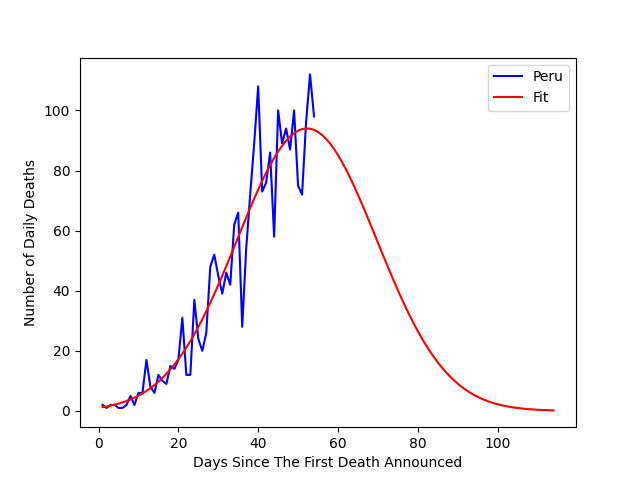 Peru
Fit
100
80
60
40
20
0
Number of Daily Deaths
0 20 40 60 80 100
Days Since The First Death Announced